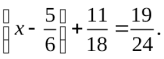 ( x − 5/6 ) + 11/18 = 19/24.